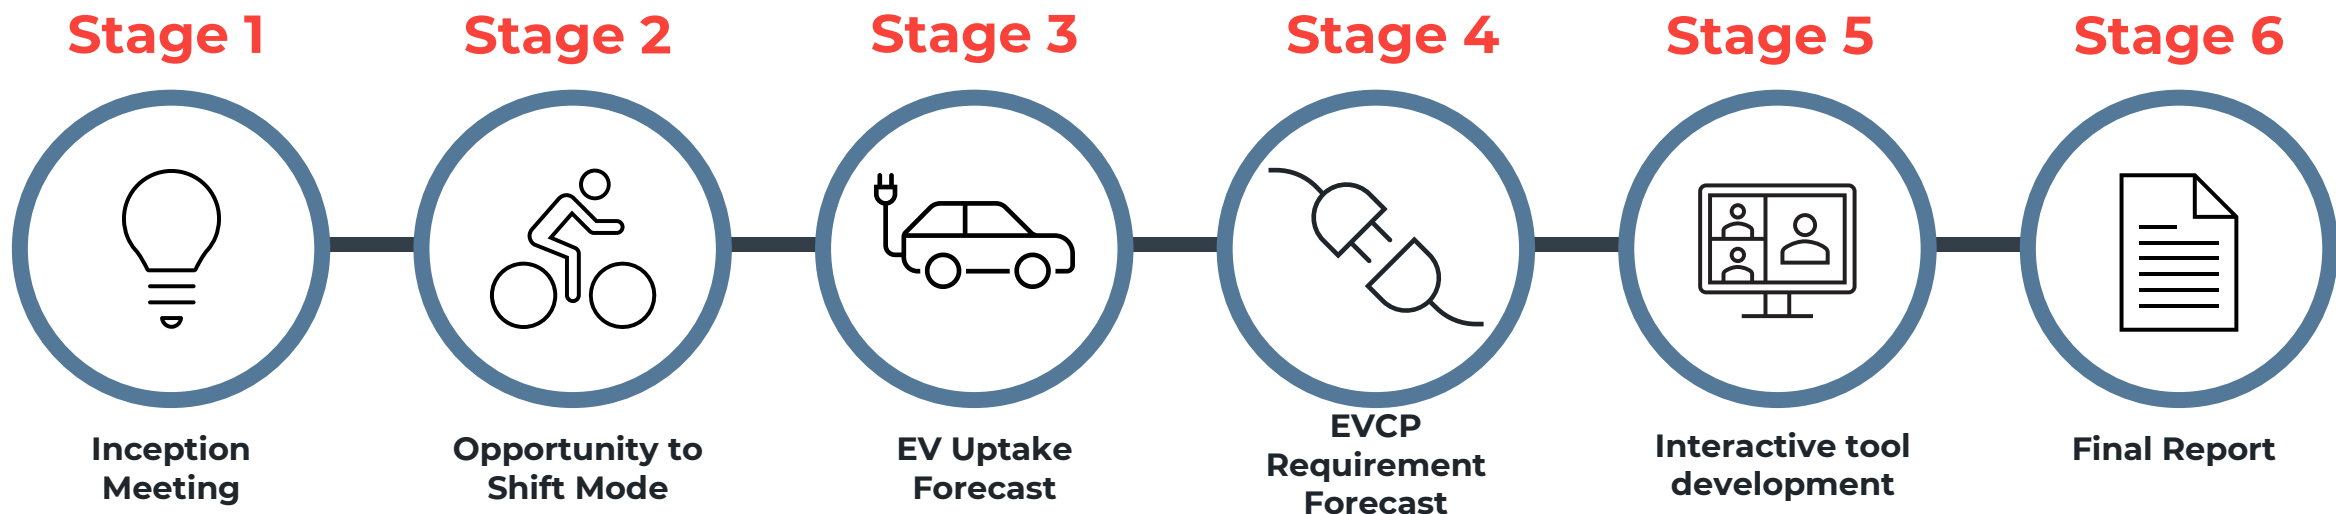 Stage 1
Stage 2
Stage 3
Stage 4
Stage 5
Stage 6
Inception
Meeting
Opportunity to
Shift Mode
EV Uptake
Forecast
EVCP
Requirement
Forecast
Interactive tool
development
Final Report